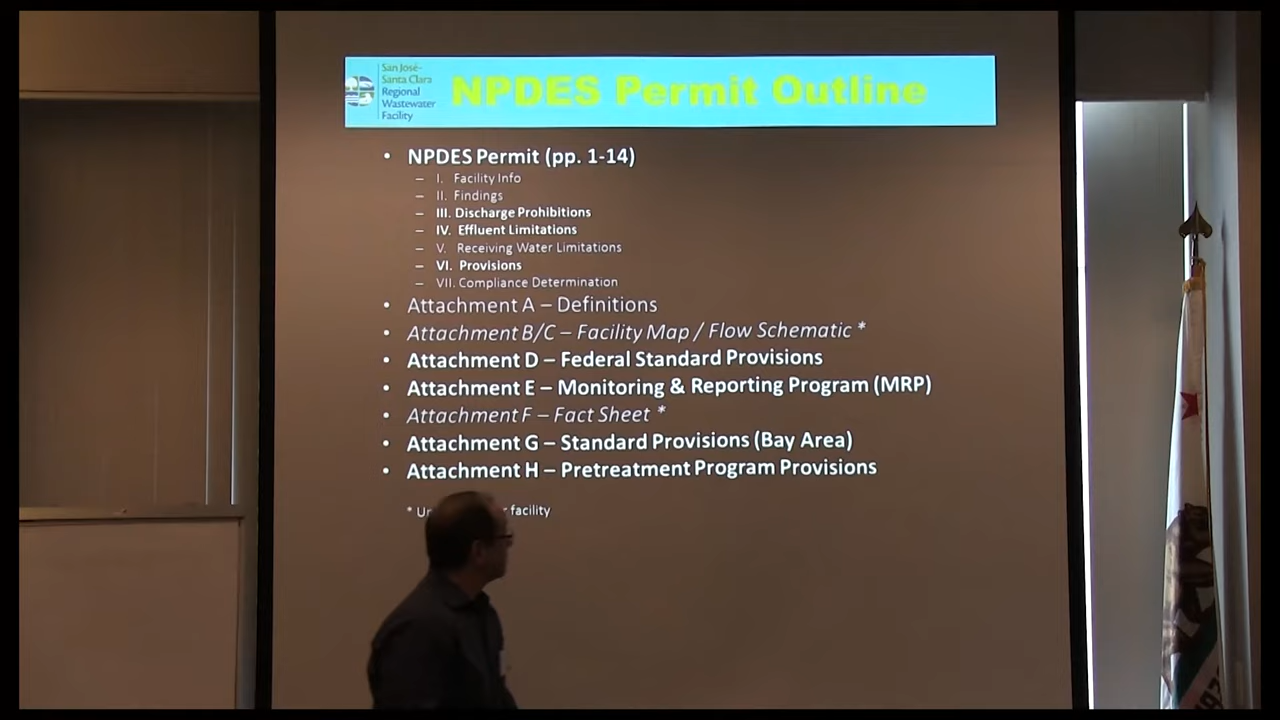 San José-
Santa Clara
Regional
Wastewater
Facility
NPDES Permit Outline
• NPDES Permit (pp. 1-14)
– I. Facility Info
– II. Findings
– III. Discharge Prohibitions
– IV. Effluent Limitations
– V. Receiving Water Limitations
– VI. Provisions
– VII. Compliance Determination
• Attachment A – Definitions
• Attachment B/C – Facility Map / Flow Schematic *
• Attachment D – Federal Standard Provisions
• Attachment E – Monitoring & Reporting Program (MRP)
• Attachment F – Fact Sheet *
• Attachment G – Standard Provisions (Bay Area)
• Attachment H – Pretreatment Program Provisions
* facility